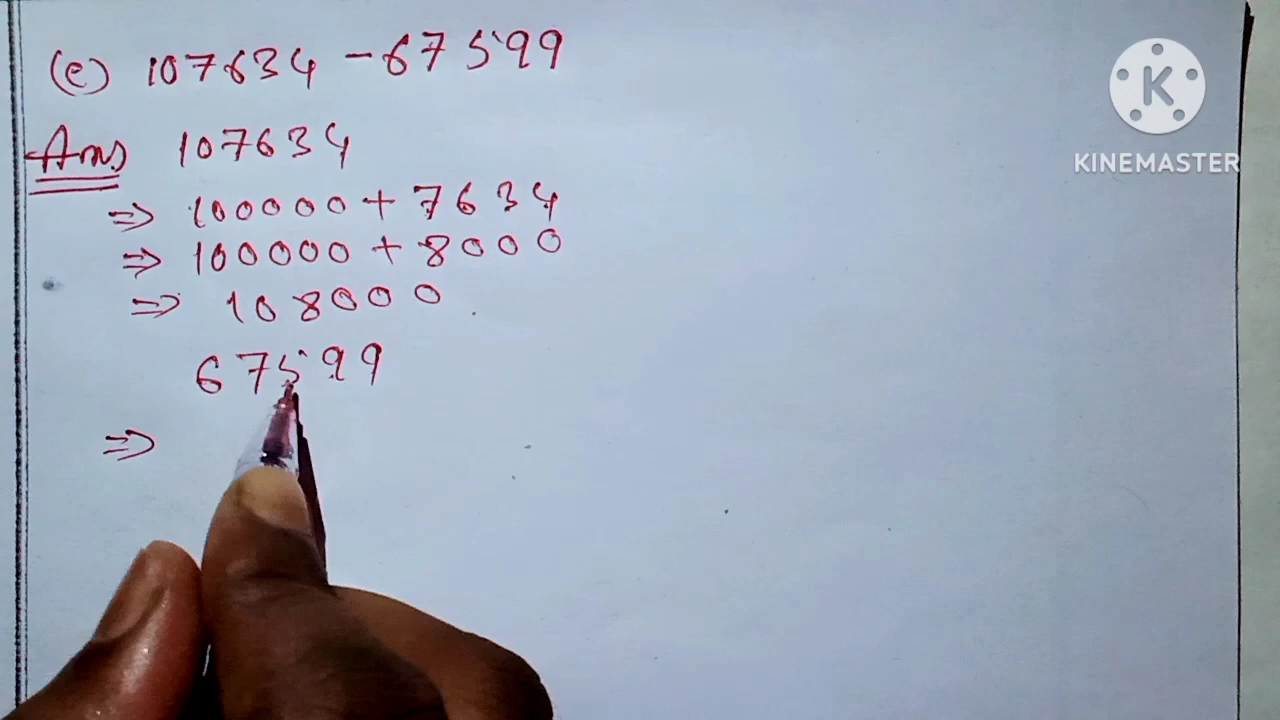 (e) 107634 - 67599
Ans 107634
⇒ 100000 + 7634
⇒ 100000 + 8000
⇒ 108000
67599
⇒
KINEMASTER